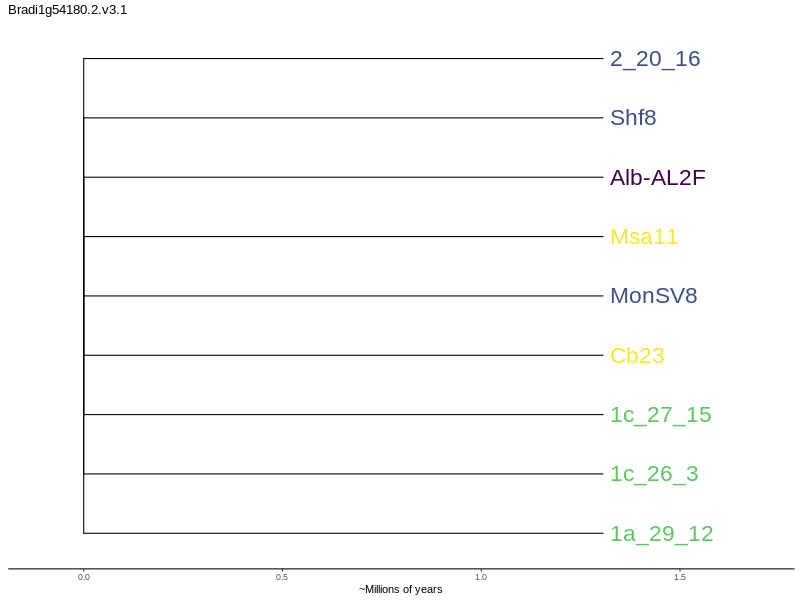 Bradi1g54180.2.v3.1
2_20_16
Shf8
Alb-AL2F
Msa11
MonSV8
Cb23
1c_27_15
1c_26_3
1a_29_12
0.0 0.5 1.0 1.5
~Millions of years